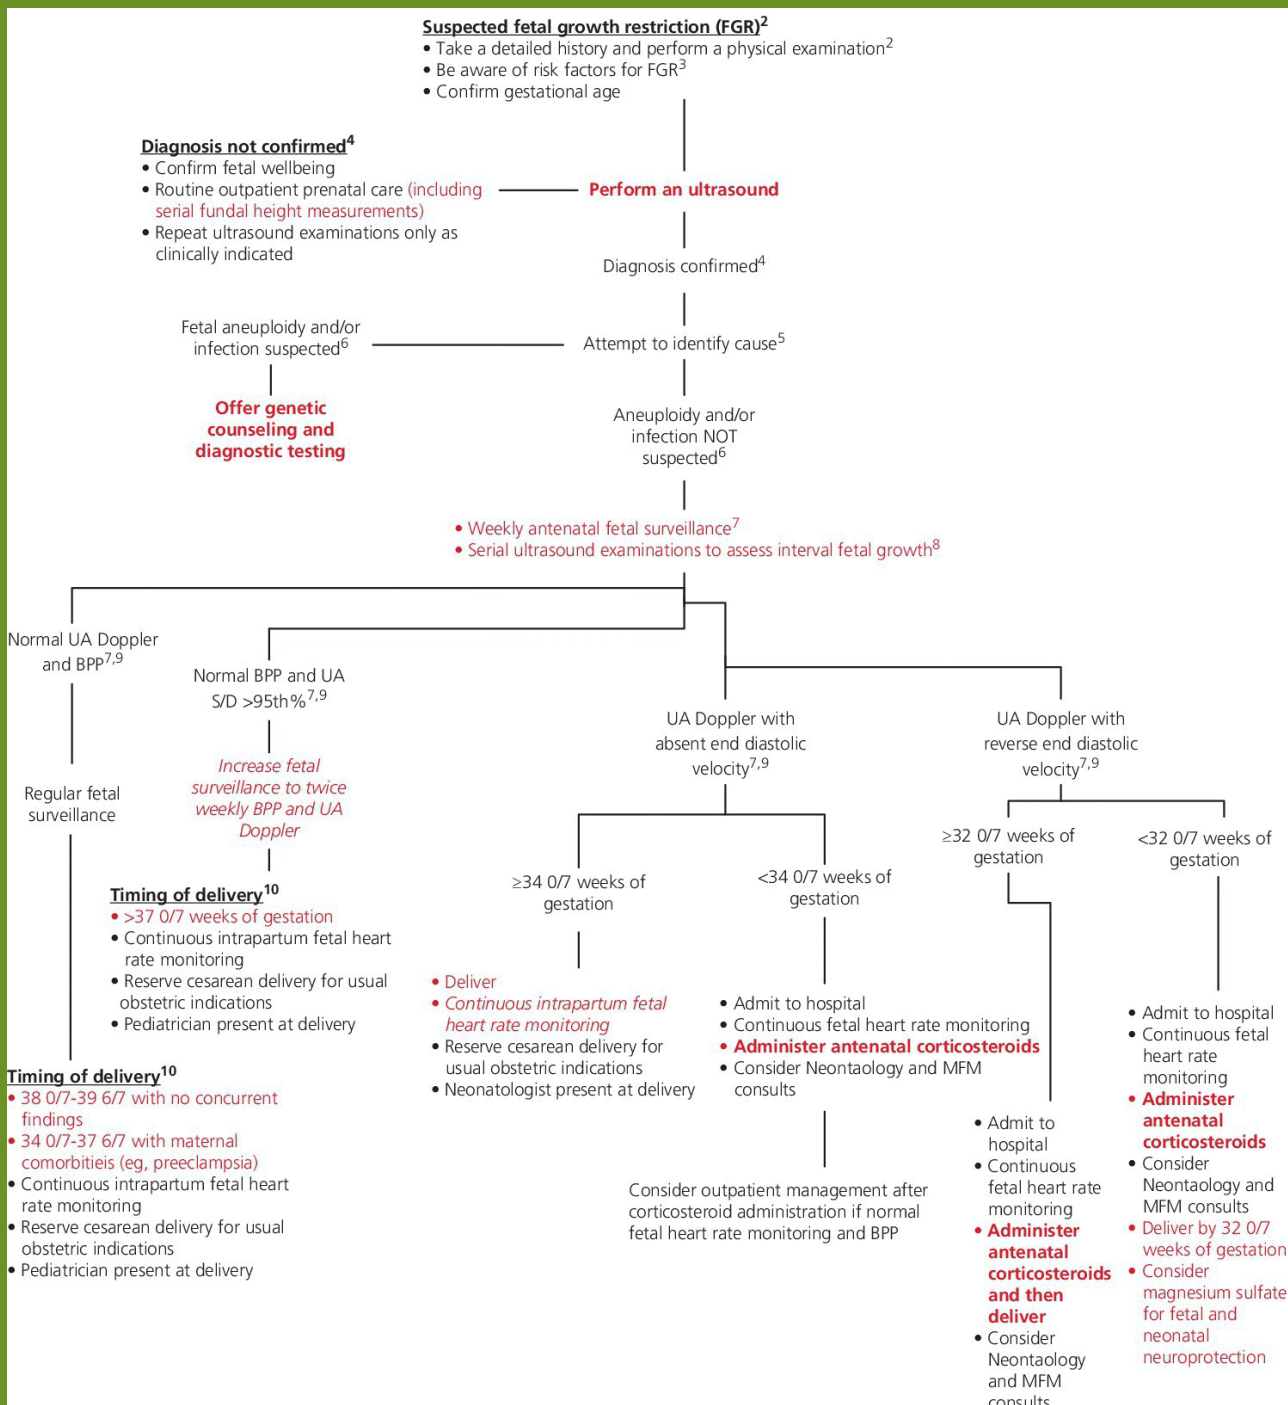 Suspected fetal growth restriction (FGR)2
• Take a detailed history and perform a physical examination2
• Be aware of risk factors for FGR3
• Confirm gestational age
Diagnosis not confirmed4
• Confirm fetal wellbeing
• Routine outpatient prenatal care (including
serial fundal height measurements)
• Repeat ultrasound examinations only as
clinically indicated
Perform an ultrasound
Diagnosis confirmed4
Fetal aneuploidy and/or
infection suspected6
Attempt to identify cause5
Offer genetic
counseling and
diagnostic testing
Aneuploidy and/or
infection NOT
suspected6
• Weekly antenatal fetal surveillance7
• Serial ultrasound examinations to assess interval fetal growth8
Normal UA Doppler
and BPP7,9
Regular fetal
surveillance
Timing of delivery10
• 38 0/7-39 6/7 with no concurrent
findings
• 34 0/7-37 6/7 with maternal
comorbitieis (eg, preeclampsia)
• Continuous intrapartum fetal heart
rate monitoring
• Reserve cesarean delivery for usual
obstetric indications
• Pediatrician present at delivery
Normal BPP and UA
S/D >95th%7,9
Increase fetal
surveillance to twice
weekly BPP and UA
Doppler
Timing of delivery10
• >37 0/7 weeks of gestation
• Continuous intrapartum fetal heart
rate monitoring
• Reserve cesarean delivery for usual
obstetric indications
• Pediatrician present at delivery
UA Doppler with
absent end diastolic
velocity7,9
≥34 0/7 weeks of
gestation
• Deliver
• Continuous intrapartum fetal
heart rate monitoring
• Reserve cesarean delivery for
usual obstetric indications
• Neonatologist present at delivery
<34 0/7 weeks of
gestation
• Admit to hospital
• Continuous fetal heart rate monitoring
• Administer antenatal corticosteroids
• Consider Neontaology and MFM
consults
Consider outpatient management after
corticosteroid administration if normal
fetal heart rate monitoring and BPP
UA Doppler with
reverse end diastolic
velocity7,9
≥32 0/7 weeks of
gestation
• Admit to
hospital
• Continuous
fetal heart rate
monitoring
• Administer
antenatal
corticosteroids
and then
deliver
• Consider
Neontaology
and MFM
consults
<32 0/7 weeks of
gestation
• Admit to hospital
• Continuous fetal
heart rate
monitoring
• Administer
antenatal
corticosteroids
• Consider
Neontaology and
MFM consults
• Deliver by 32 0/7
weeks of gestation
• Consider
magnesium sulfate
for fetal and
neonatal
neuroprotection